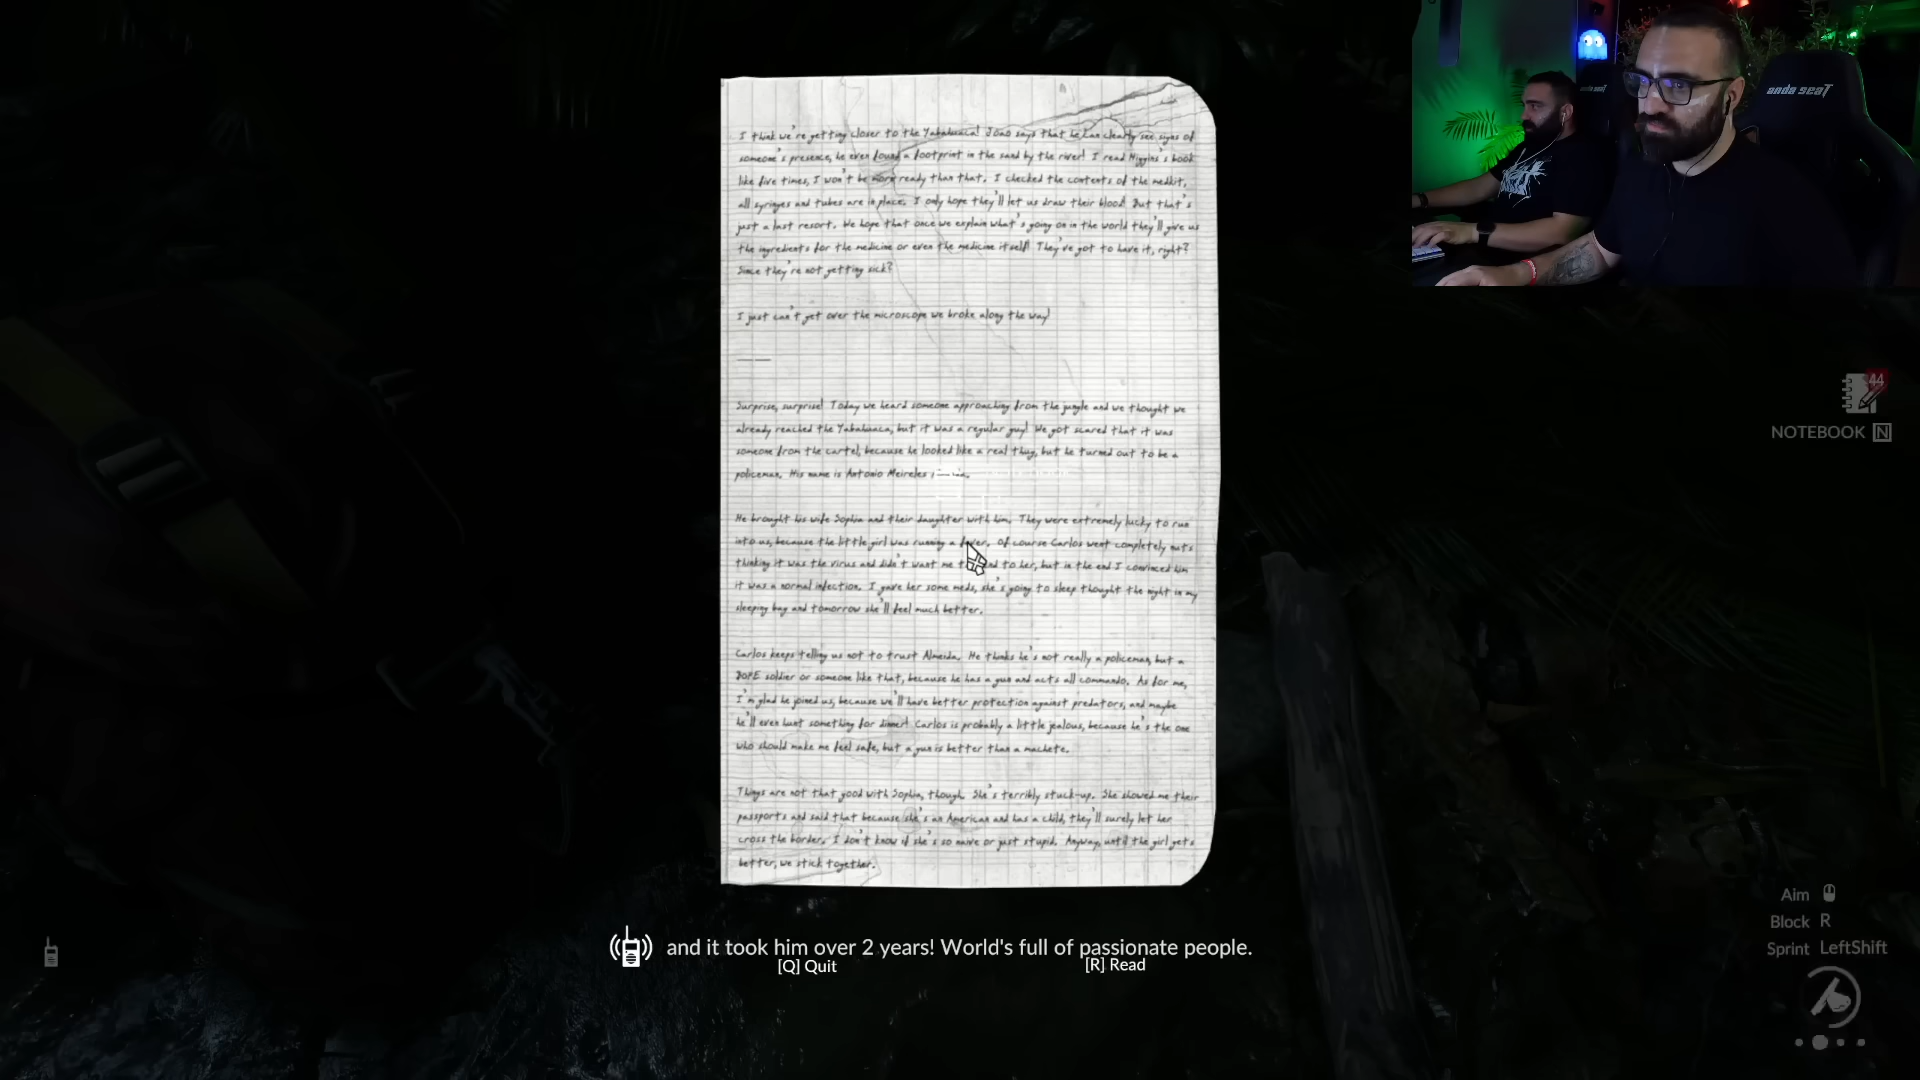 I think we're getting closer to the Yabahuaca! Joao says that he can clearly see signs of
someone's presence, he even found a footprint in the sand by the river! I read Higgins's book
like five times, I won't be more ready than that. I checked the contents of the medkit,
all syringes and tubes are in place. I only hope they'll let us draw their blood! But that's
just a last resort. We hope that once we explain what's going on in the world they'll give us
the ingredients for the medicine or even the medicine itself! They've got to have it, right?
Since they're not getting sick?
I just can't get over the microscope we broke along the way!
Surprise, surprise! Today we heard someone approaching from the jungle and we thought we
already reached the Yabahuaca, but it was a regular guy! We got scared that it was
someone from the cartel, because he looked like a real thug, but he turned out to be a
policeman. His name is Antonio Meireles
He brought his wife Sophia and their daughter with him. They were extremely lucky to run
into us, because the little girl was running a fever. Of course Carlos went completely nuts
thinking it was the virus and didn't want me to her, but in the end I convinced him
it was a normal infection. I gave her some meds, she's going to sleep thought the night in my
sleeping bag and tomorrow she'll feel much better.
Carlos keeps telling us not to trust Almeida. He thinks he's not really a policeman, but a
BOPE soldier or someone like that, because he has a gun and acts all commando. As for me,
I'm glad he joined us, because we'll have better protection against predators, and maybe
he'll even hunt something for dinner! Carlos is probably a little jealous, because he's the one
who should make me feel safe, but a gun is better than a machete.
Things are not that good with Sophia, though. She's terribly stuck-up. She showed me their
passports and said that because she's an American and has a child, they'll surely let her
cross the border. I don't know if she's so naive or just stupid. Anyway, until the girl gets
better, we stick together.
and it took him over 2 years! World's full of passionate people.
[Q] Quit [R] Read
44
NOTEBOOK N
Aim
Block R
Sprint LeftShift
anda seaT